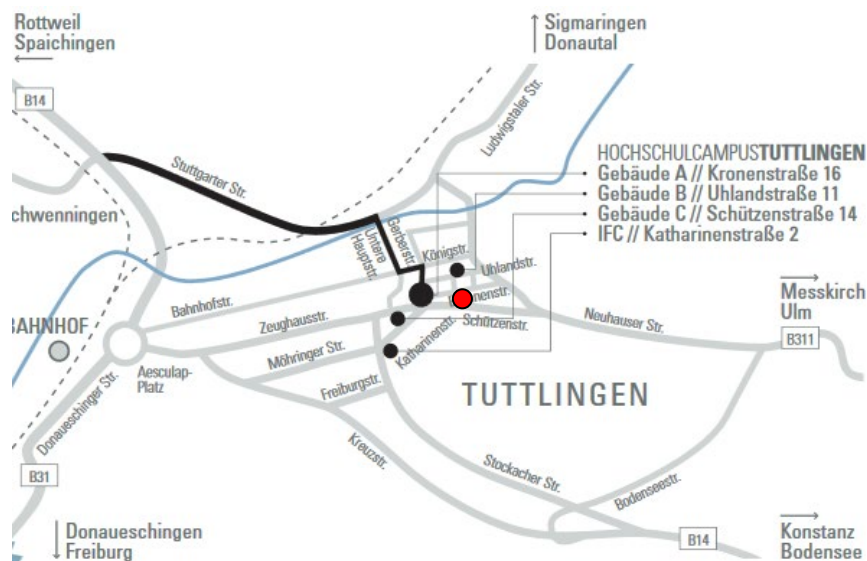 Rottweil
Spaichingen
Sigmaringen
Donautal
B14
Ludwigstaler Str.
Stuttgarter Str.
HOCHSCHULCAMPUSTUTTLINGEN
Gebäude A // Kronenstraße 16
Gebäude B // Uhlandstraße 11
Gebäude C // Schützenstraße 14
IFC // Katharinenstraße 2
chwenningen
Gerberstr.
Untere
Hauptstr.
Königstr.
Uhlandstr.
nenstr.
Messkirch
Ulm
Bahnhofstr.
Zeughausstr.
Schützenstr.
Neuhauser Str.
B311
BAHNHOF
Katharinenstr.
Möhringer Str.
Aesculap-
Platz
Freiburgstr.
TUTTLINGEN
Donaueschinger Str.
Kreuzstr.
Stockacher Str.
Bodenseestr.
B31
Donaueschingen
Freiburg
B14
Konstanz
Bodensee